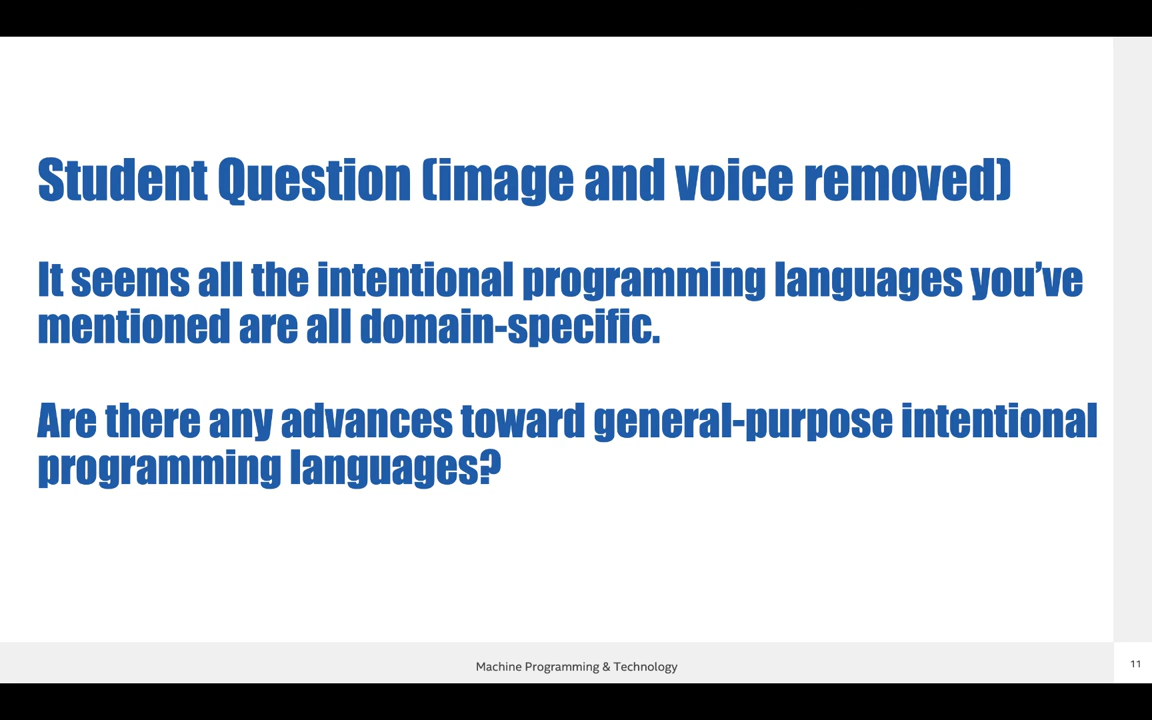 Student Question (image and voice removed)
It seems all the intentional programming languages you’ve
mentioned are all domain-specific.
Are there any advances toward general-purpose intentional
programming languages?
Machine Programming & Technology
11